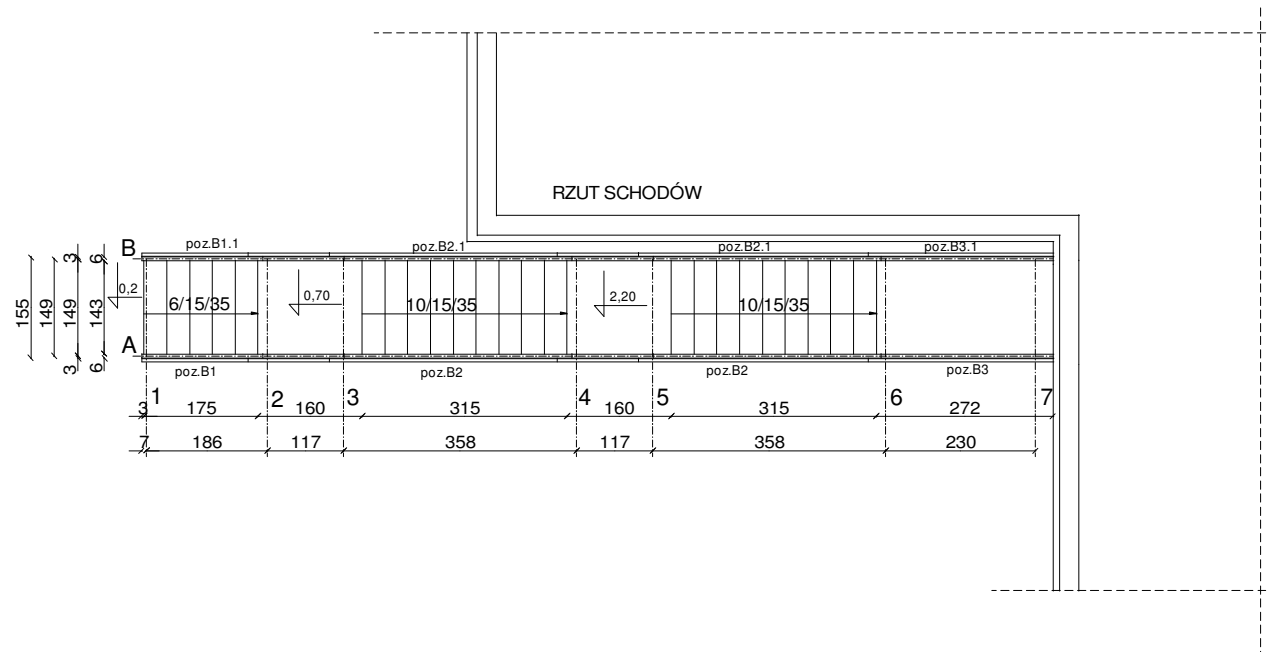 RZUT SCHODÓW
poz.B1.1 poz.B2.1 poz.B2.1 poz.B3.1
B
0,2 6/15/35 0,70 10/15/35 2,20 10/15/35
A
155 149 3 149 3 6 143 6
poz.B1 poz.B2 poz.B2 poz.B3
1 2 3 4 5 6 7
3 175 160 315 160 315 272
7 186 117 358 117 358 230